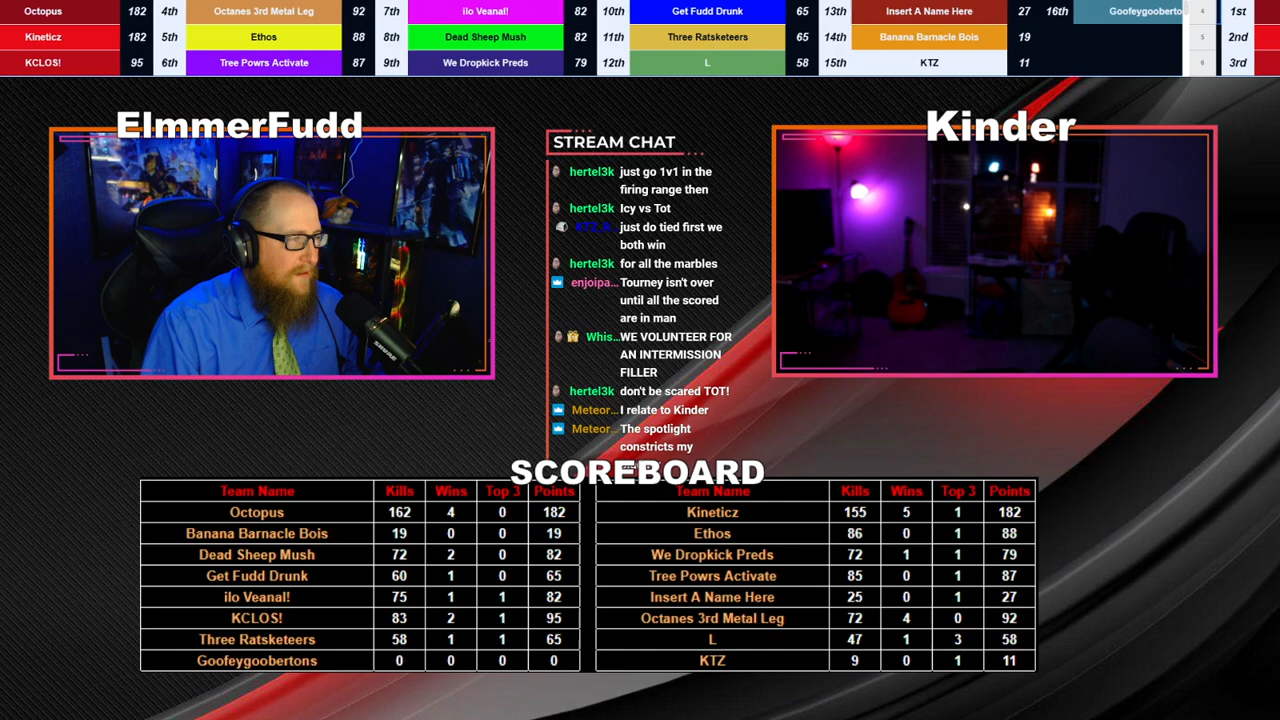 Octopus 182 4th Octanes 3rd Metal Leg 92 7th ilo Veanal! 82 10th Get Fudd Drunk 65 13th Insert A Name Here 27 16th Goofeygooberto 4 1st
Kineticz 182 5th Ethos 88 8th Dead Sheep Mush 82 11th Three Ratsketeers 65 14th Banana Barnacle Bois 19 5 2nd
KCLOS! 95 6th Tree Powrs Activate 87 9th We Dropkick Preds 79 12th L 58 15th KTZ 11 6 3rd
ElmmerFudd
Kinder
STREAM CHAT
hertel3k just go 1v1 in the
firing range then
hertel3k Icy vs Tot
just do tied first we
both win
hertel3k for all the marbles
enjoipa... Tourney isn't over
until all the scored
are in man
Whis... WE VOLUNTEER FOR
AN INTERMISSION
FILLER
hertel3k don't be scared TOT!
Meteor... I relate to Kinder
Meteor... The spotlight
constricts my
SHURE
SCOREBOARD
Team Name Kills Wins Top 3 Points
Octopus 162 4 0 182
Banana Barnacle Bois 19 0 0 19
Dead Sheep Mush 72 2 0 82
Get Fudd Drunk 60 1 0 65
ilo Veanal! 75 1 1 82
KCLOS! 83 2 1 95
Three Ratsketeers 58 1 1 65
Goofeygoobertons 0 0 0 0
Team Name Kills Wins Top 3 Points
Kineticz 155 5 1 182
Ethos 86 0 1 88
We Dropkick Preds 72 1 1 79
Tree Powrs Activate 85 0 1 87
Insert A Name Here 25 0 1 27
Octanes 3rd Metal Leg 72 4 0 92
L 47 1 3 58
KTZ 9 0 1 11